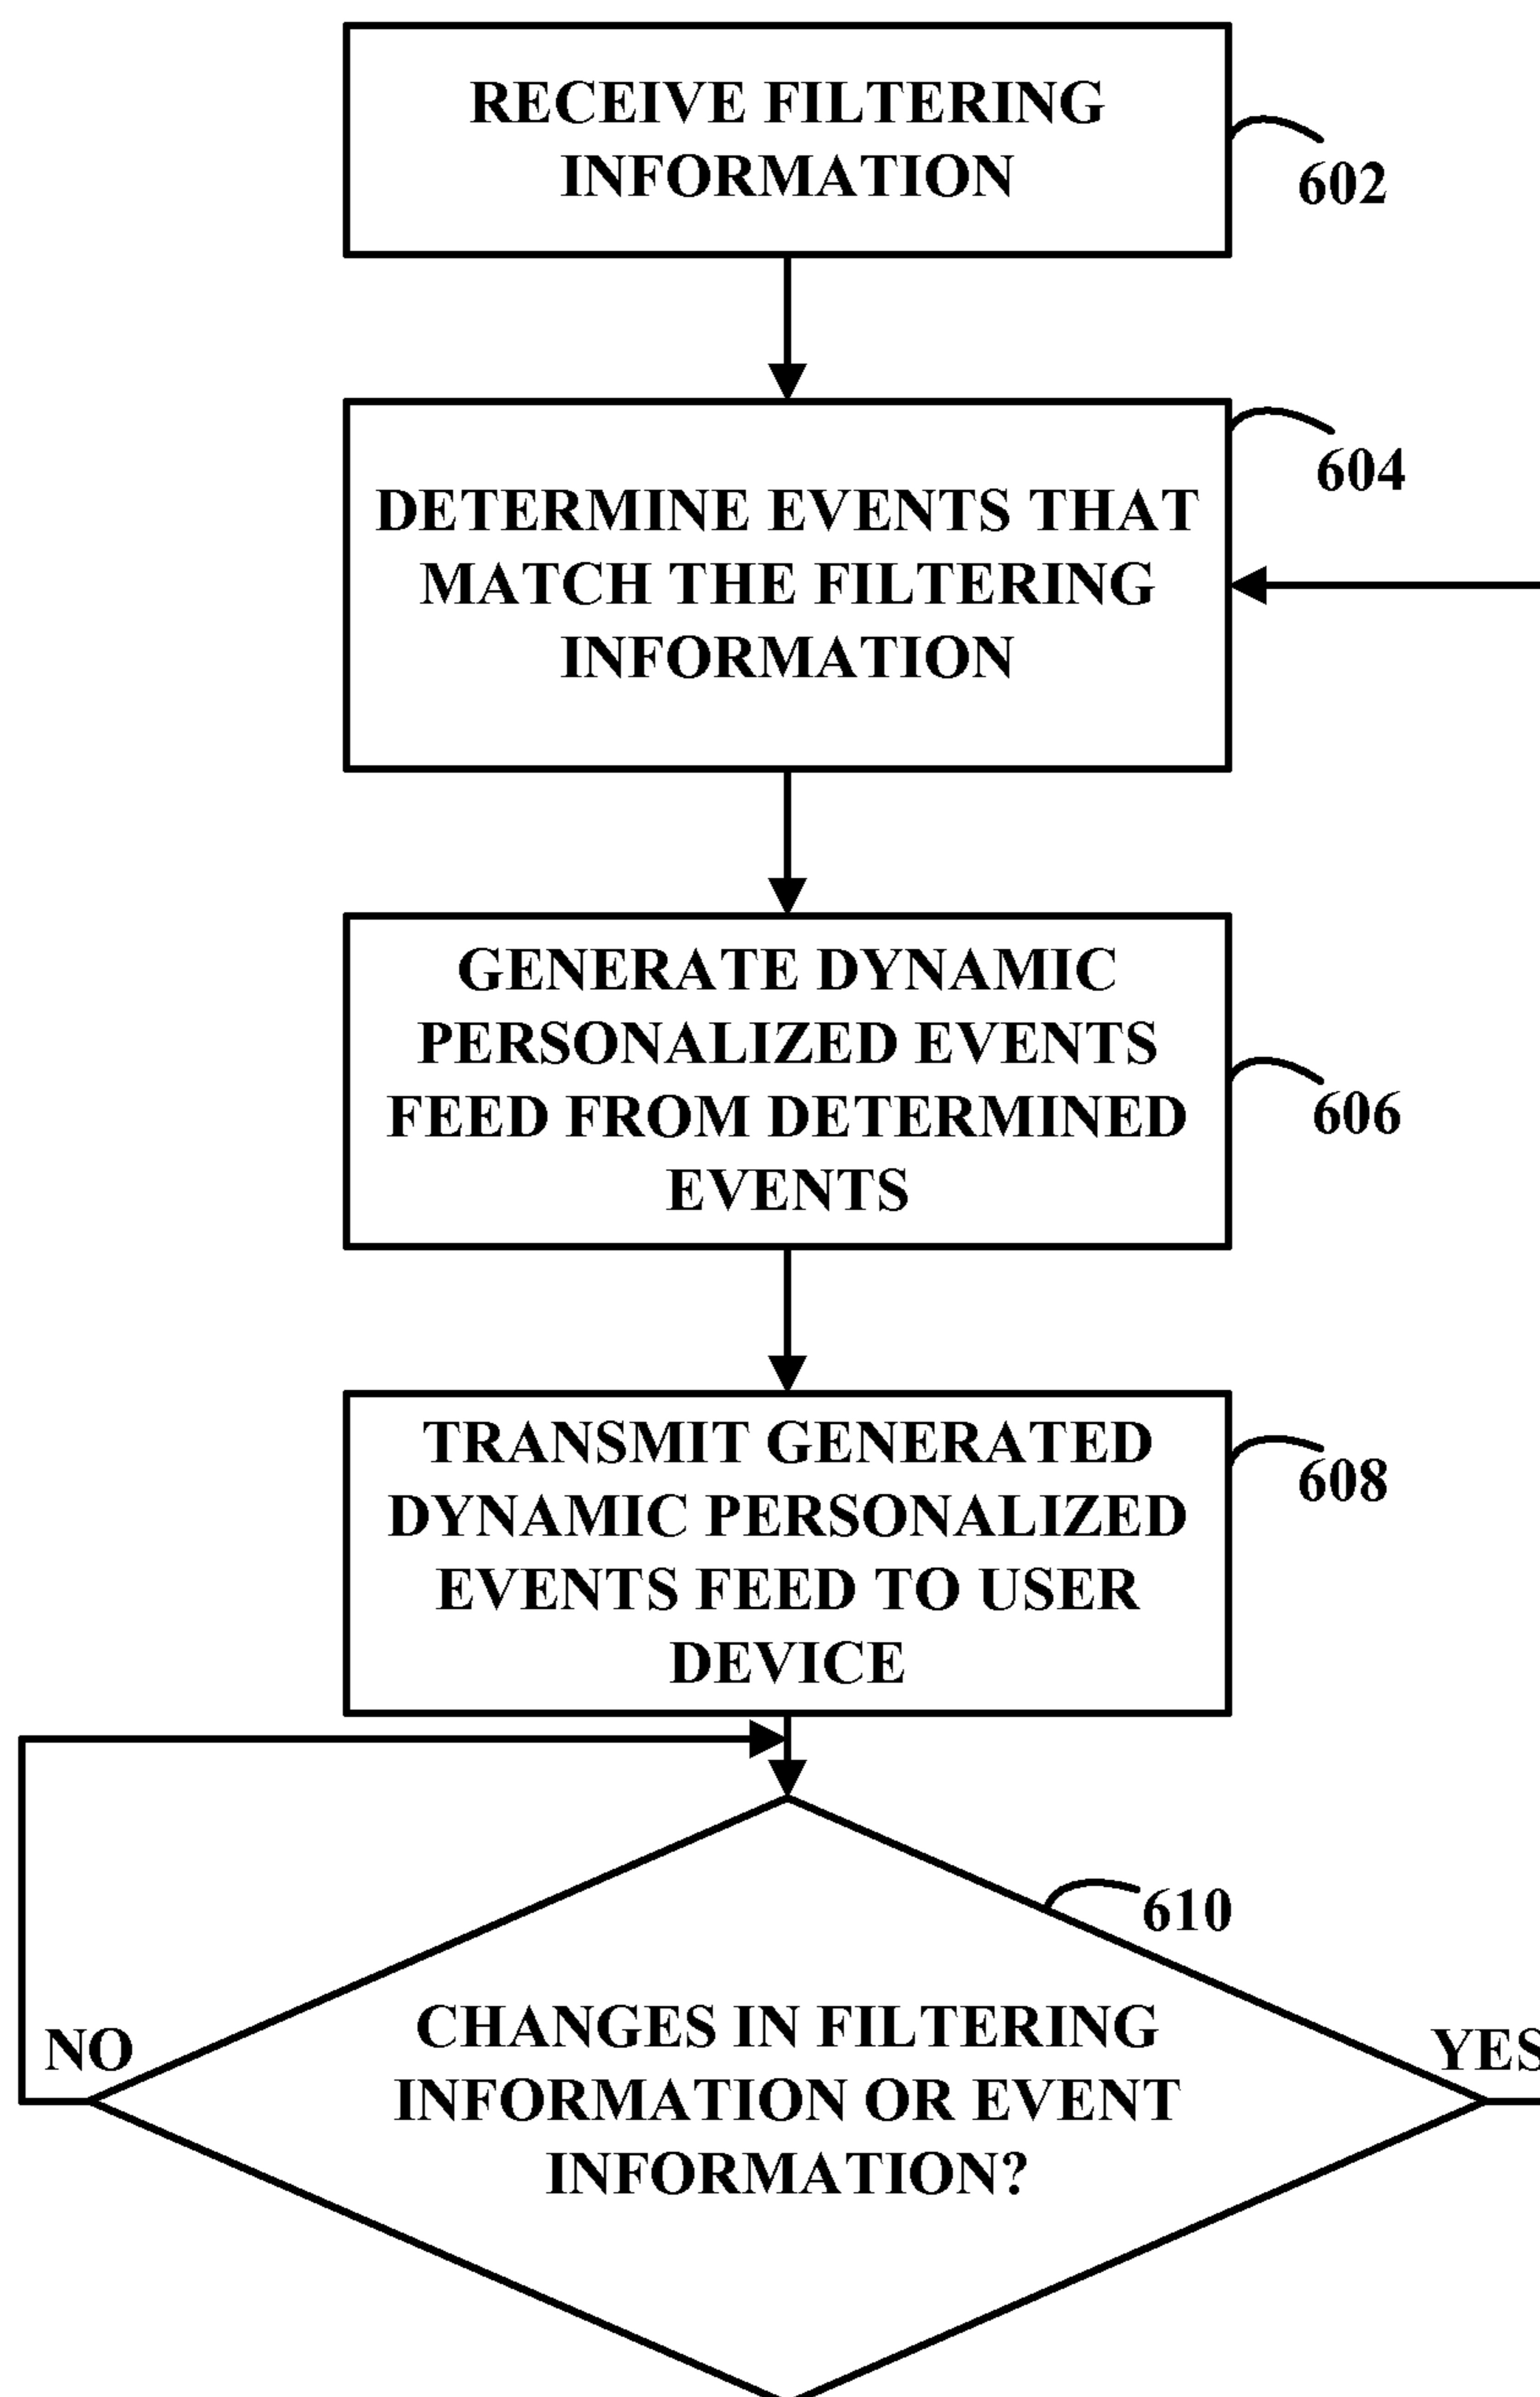 RECEIVE FILTERING
INFORMATION
602
604
DETERMINE EVENTS THAT
MATCH THE FILTERING
INFORMATION
GENERATE DYNAMIC
PERSONALIZED EVENTS
FEED FROM DETERMINED
EVENTS
606
TRANSMIT GENERATED
DYNAMIC PERSONALIZED
EVENTS FEED TO USER
DEVICE
608
610
CHANGES IN FILTERING
INFORMATION OR EVENT
INFORMATION?
NO
YES